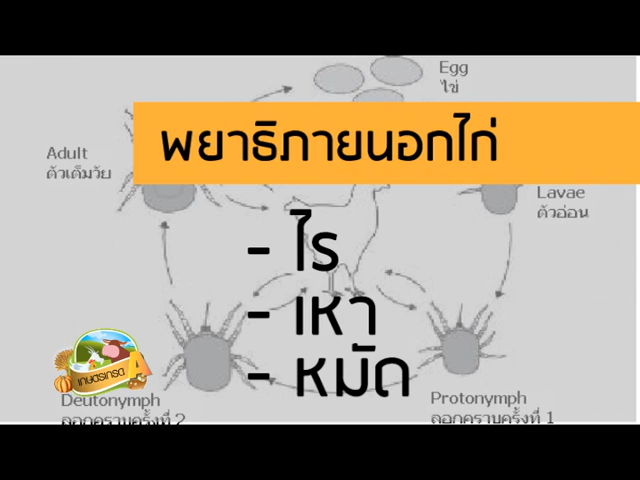 Egg
ไข่
พยาธิภายนอกไก่
Adult
ตัวเต็มวัย
Lavae
ตัวอ่อน
- ไร
- เหา
- หมัด
เกษตรเกรด A
Deutonymph
ลอกคราบครั้งที่ 2
Protonymph
ลอกคราบครั้งที่ 1